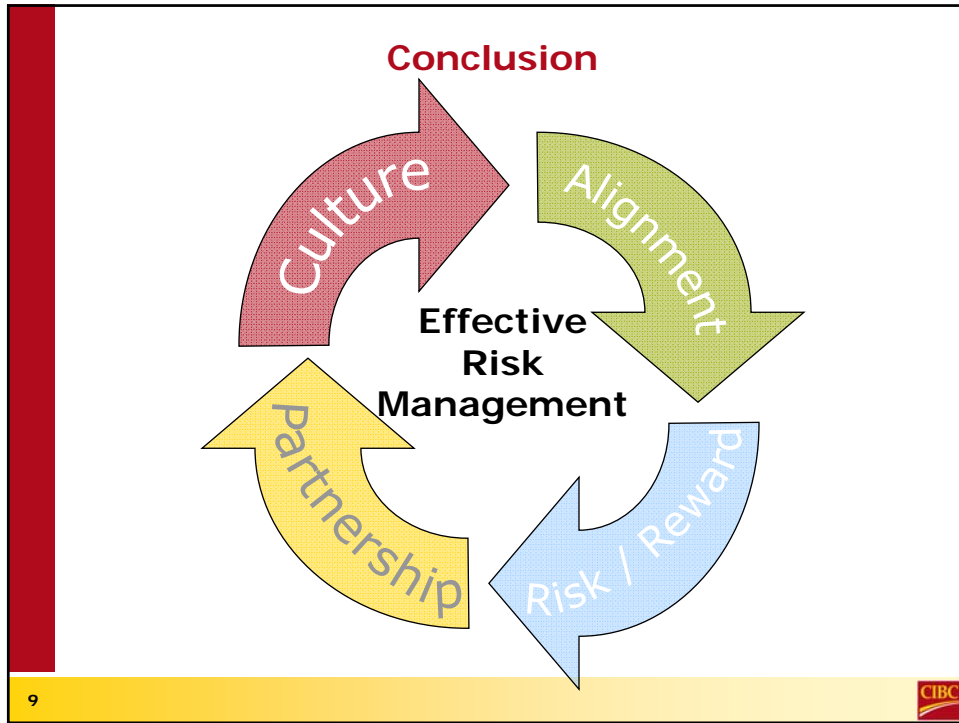 Conclusion
Culture
Alignment
Effective
Risk
Management
Risk / Reward
Partnership
9
CIBC